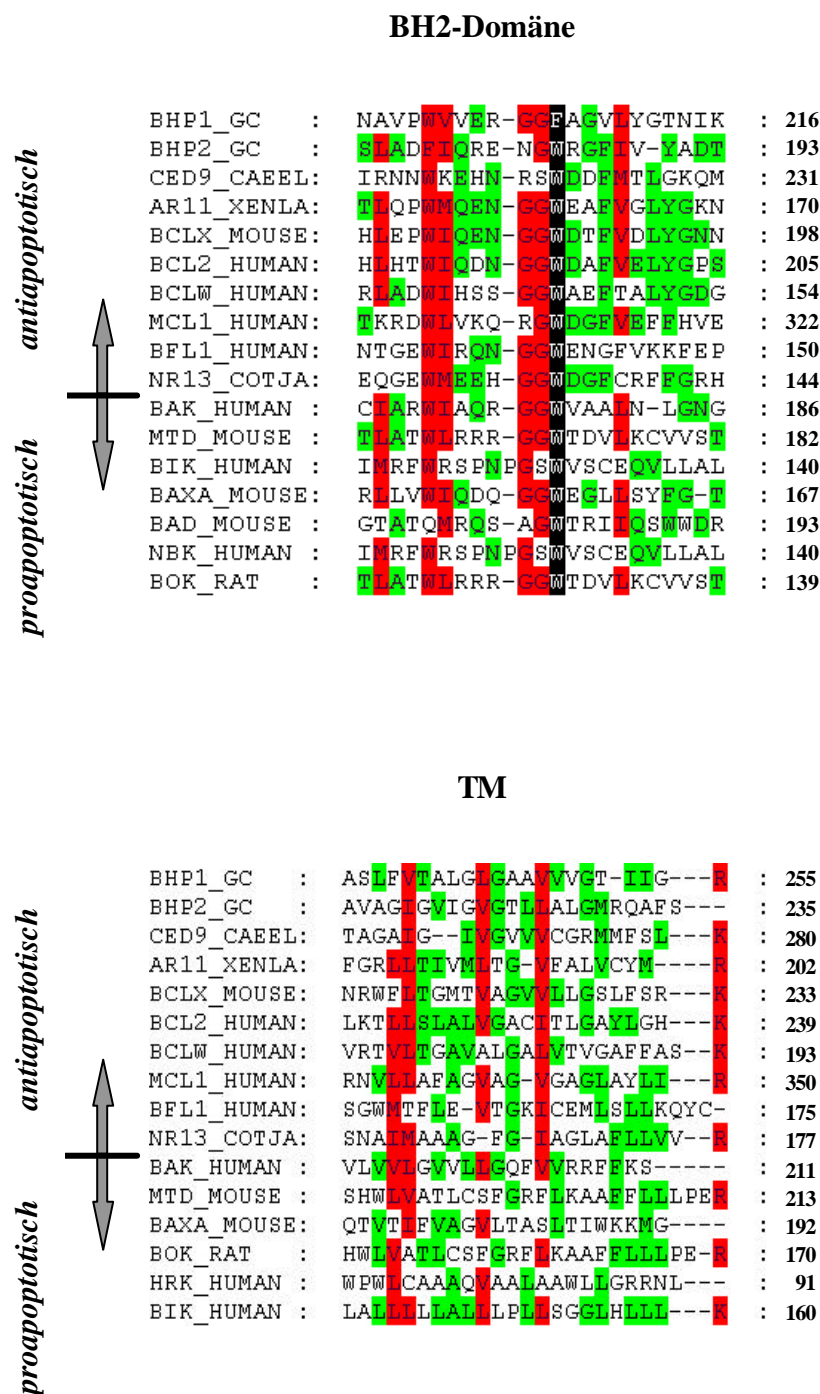 BH2-Domäne
antiapoptotisch
proapoptotisch
BHP1_GC : NAVPWVVER-GGFAGVLYGTNIK : 216
BHP2_GC : SLADFIQRE-NGWRGFIV-YADT : 193
CED9_CAEEL: IRNNWKEHN-RSWDDFMTLGKQM : 231
AR11_XENLA: TLQPWMQEN-GGWEAFVGLYGKN : 170
BCLX_MOUSE: HLEPWIQEN-GGWDTFVDLYGNN : 198
BCL2_HUMAN: HLHTWIQDN-GGWDAFVELYGPS : 205
BCLW_HUMAN: RLADWIHSS-GGWAEFTALYGDG : 154
MCL1_HUMAN: TKRDWLVKQ-RGWDGFVEFFHVE : 322
BFL1_HUMAN: NTGEWIRQN-GGWENGFVKKFEP : 150
NR13_COTJA: EQGEWMEEH-GGWDGFCRFFGRH : 144
BAK_HUMAN : CIARWIAQR-GGWVAALN-LGNG : 186
MTD_MOUSE : TLATWLRRR-GGWTDVLKCVVST : 182
BIK_HUMAN : IMRFWRSPNPGSWVSCEQVLLAL : 140
BAXA_MOUSE: RLLVWIQDQ-GGWEGLLSYFG-T : 167
BAD_MOUSE : GTATQMRQS-AGWTRIIQSWWDR : 193
NBK_HUMAN : IMRFWRSPNPGSWVSCEQVLLAL : 140
BOK_RAT : TLATWLRRR-GGWTDVLKCVVST : 139
TM
antiapoptotisch
proapoptotisch
BHP1_GC : ASLFVTALGLGAAVVVGT-IIG---R : 255
BHP2_GC : AVAGIGVIGVGTLLALGMRQAFS--- : 235
CED9_CAEEL: TAGAIG--IVGVVVCGRMMFSL---K : 280
AR11_XENLA: FGRLLTIVMLTG-VFALVCYM----R : 202
BCLX_MOUSE: NRWFLTGMTVAGVVLLGSLFSR---K : 233
BCL2_HUMAN: LKTLLSLALVGACITLGAYLGH---K : 239
BCLW_HUMAN: VRTVLTGAVALGALVTVGAFFAS--K : 193
MCL1_HUMAN: RNVLLAFAGVAG-VGAGLAYLI---R : 350
BFL1_HUMAN: SGWMTFLE-VTGKICEMLSLLKQYC- : 175
NR13_COTJA: SNAIMAAAG-FG-IAGLAFLLVV--R : 177
BAK_HUMAN : VLVVLGVVLLGQFVVRRFFKS----- : 211
MTD_MOUSE : SHWLVATLCSFGRFLKAAFFLLLPER : 213
BAXA_MOUSE: QTVTIFVAGVLTASLTIWKKMG---- : 192
BOK_RAT : HWLVATLCSFGRFLKAAFFLLLPE-R : 170
HRK_HUMAN : WPWLCAAAQVAALAAWLLGRRNL--- : 91
BIK_HUMAN : LALLLLLALLLPLLSGGLHLLL---K : 160